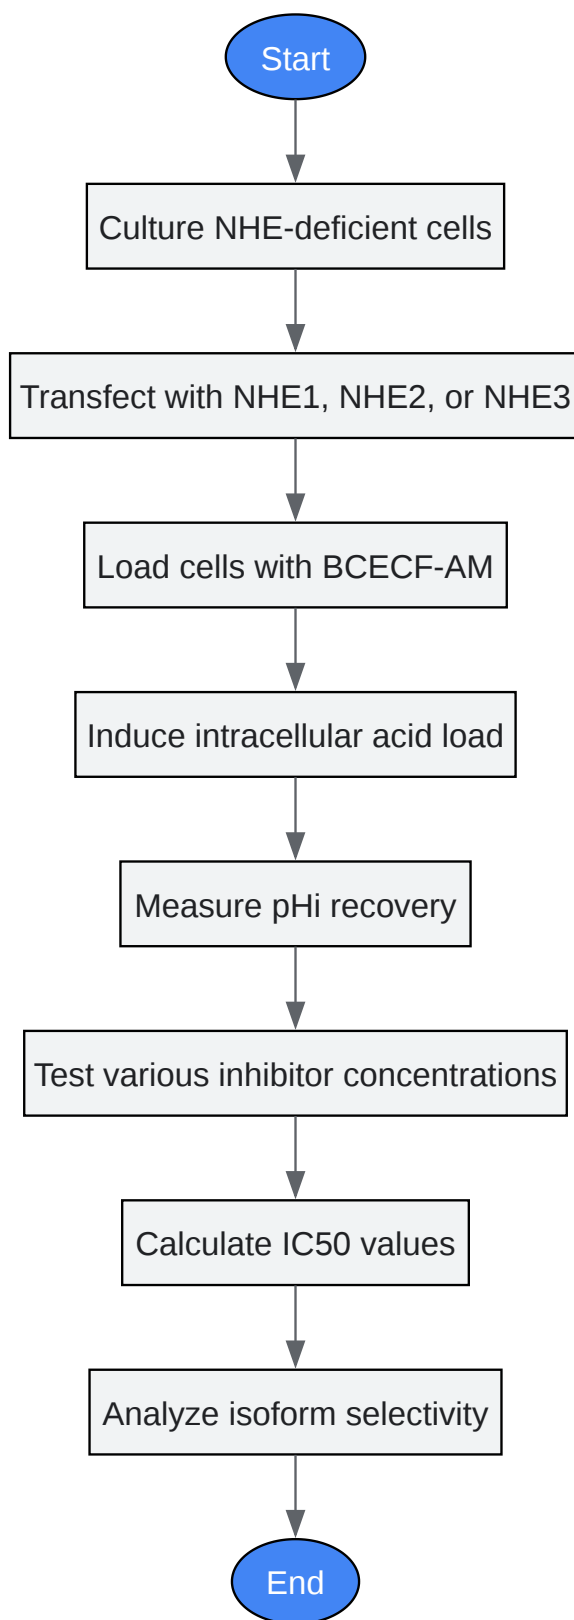 Start
Culture NHE-deficient cells
Transfect with NHE1, NHE2, or NHE3
Load cells with BCECF-AM
Induce intracellular acid load
Measure pHi recovery
Test various inhibitor concentrations
Calculate IC50 values
Analyze isoform selectivity
End